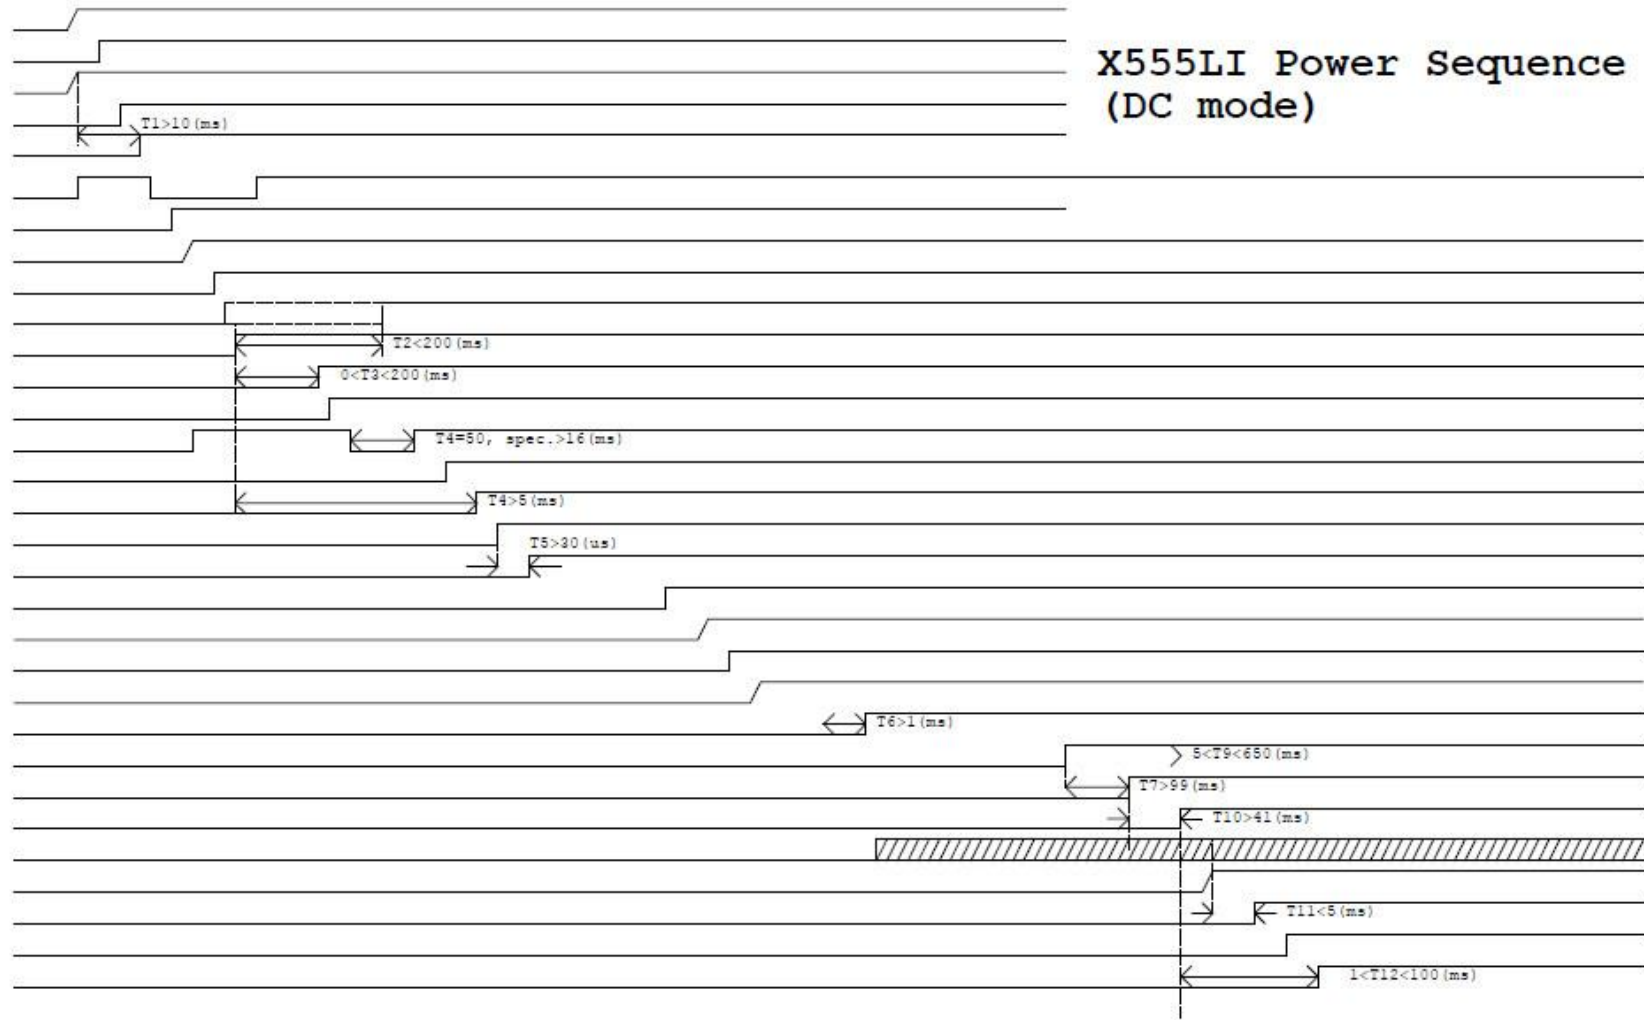 X555LI Power Sequence
(DC mode)
T1>10(ms)
T2<200(ms)
0<T3<200(ms)
T4=50, spec.>16(ms)
T4>5(ms)
T5>30(us)
T6>1(ms)
5<T9<650(ms)
T7>99(ms)
T10>41(ms)
T11<5(ms)
1<T12<100(ms)